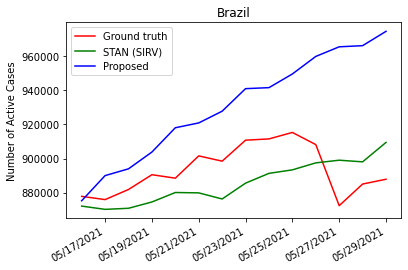 Brazil
Ground truth
STAN (SIRV)
Proposed
Number of Active Cases
960000
940000
920000
900000
880000
05/17/2021
05/19/2021
05/21/2021
05/23/2021
05/25/2021
05/27/2021
05/29/2021